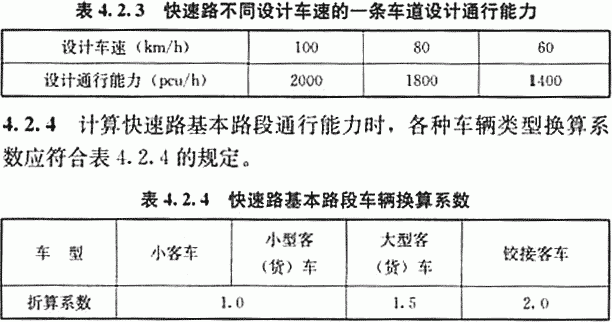 表 4.2.3 快速路不同设计车速的一条车道设计通行能力
设计车速（km/h） 100 80 60
设计通行能力（pcu/h） 2000 1800 1400
4.2.4 计算快速路基本路段通行能力时，各种车辆类型换算系
数应符合表 4.2.4 的规定。
表 4.2.4 快速路基本路段车辆换算系数
车 型 小客车 小型客（货）车 大型客（货）车 铰接客车
折算系数 1.0 1.5 2.0